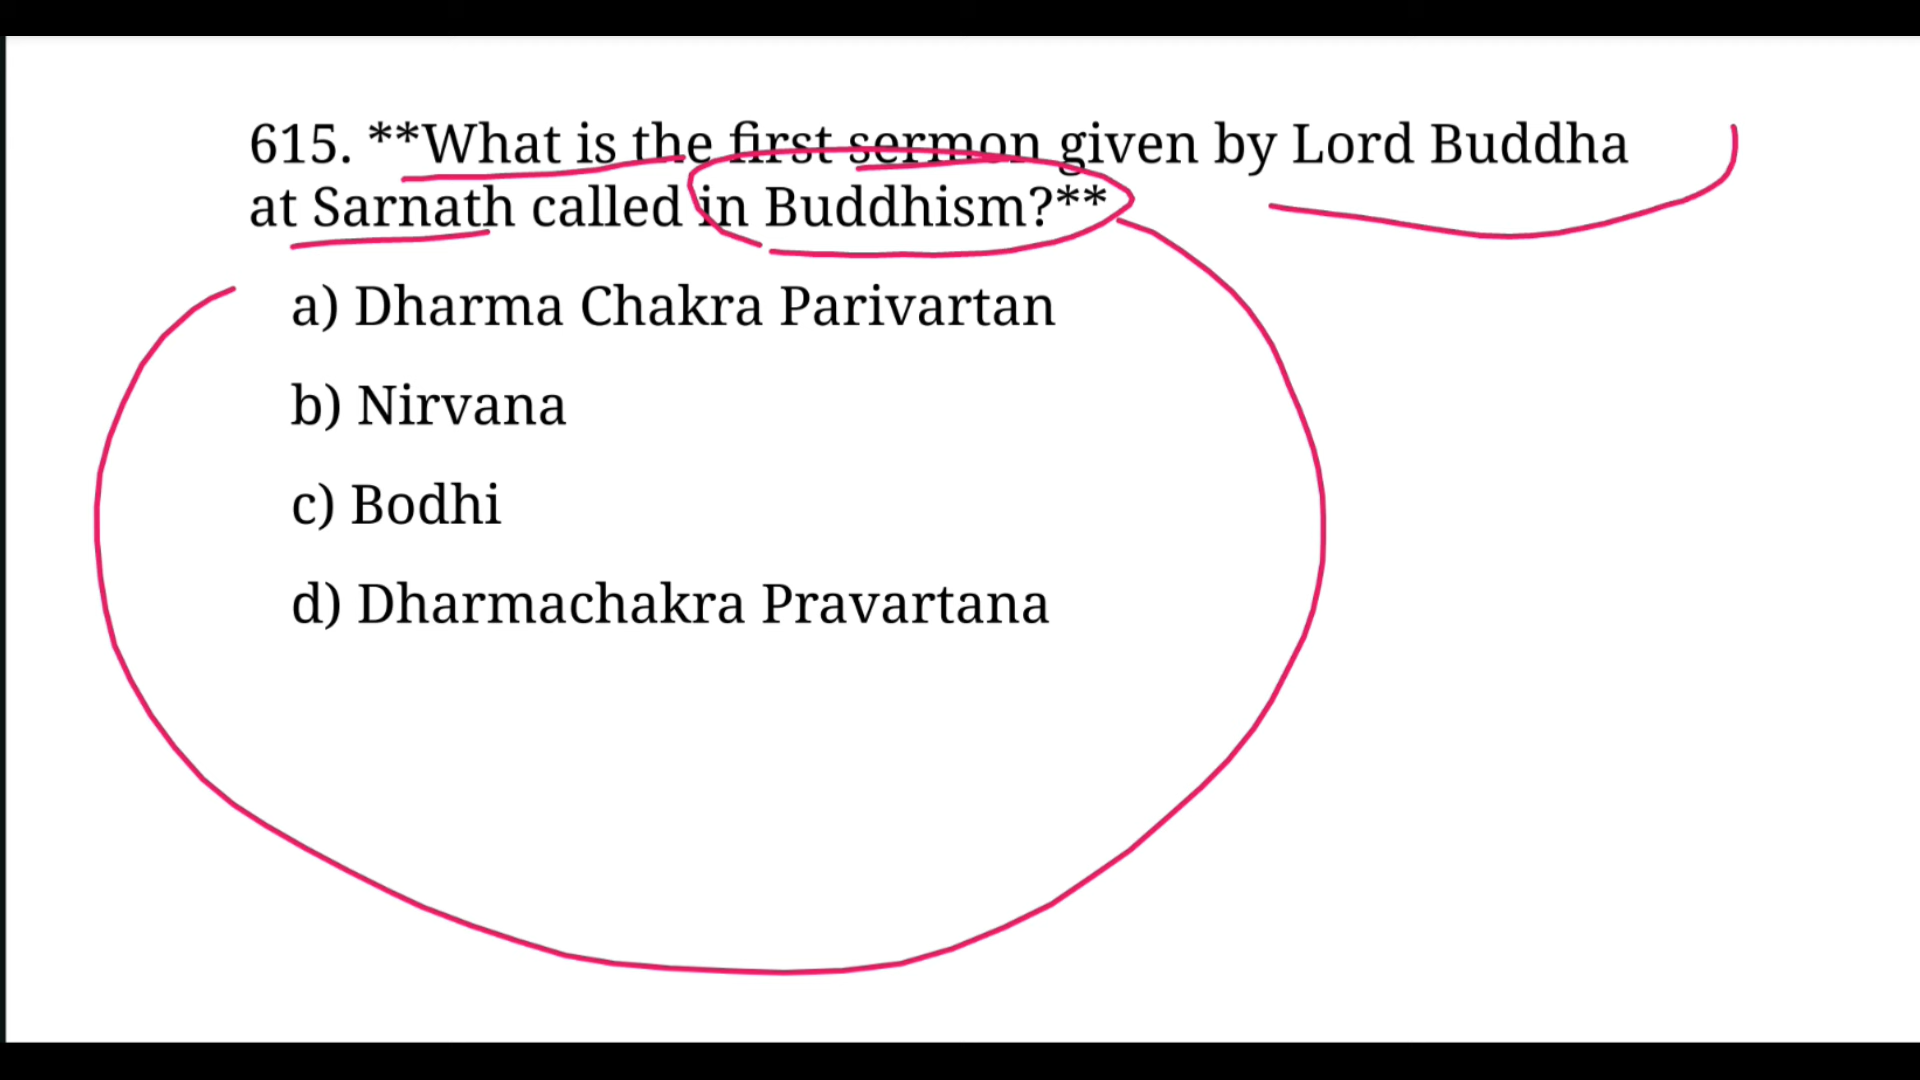 615. **What is the first sermon given by Lord Buddha
at Sarnath called in Buddhism?**
a) Dharma Chakra Parivartan
b) Nirvana
c) Bodhi
d) Dharmachakra Pravartana